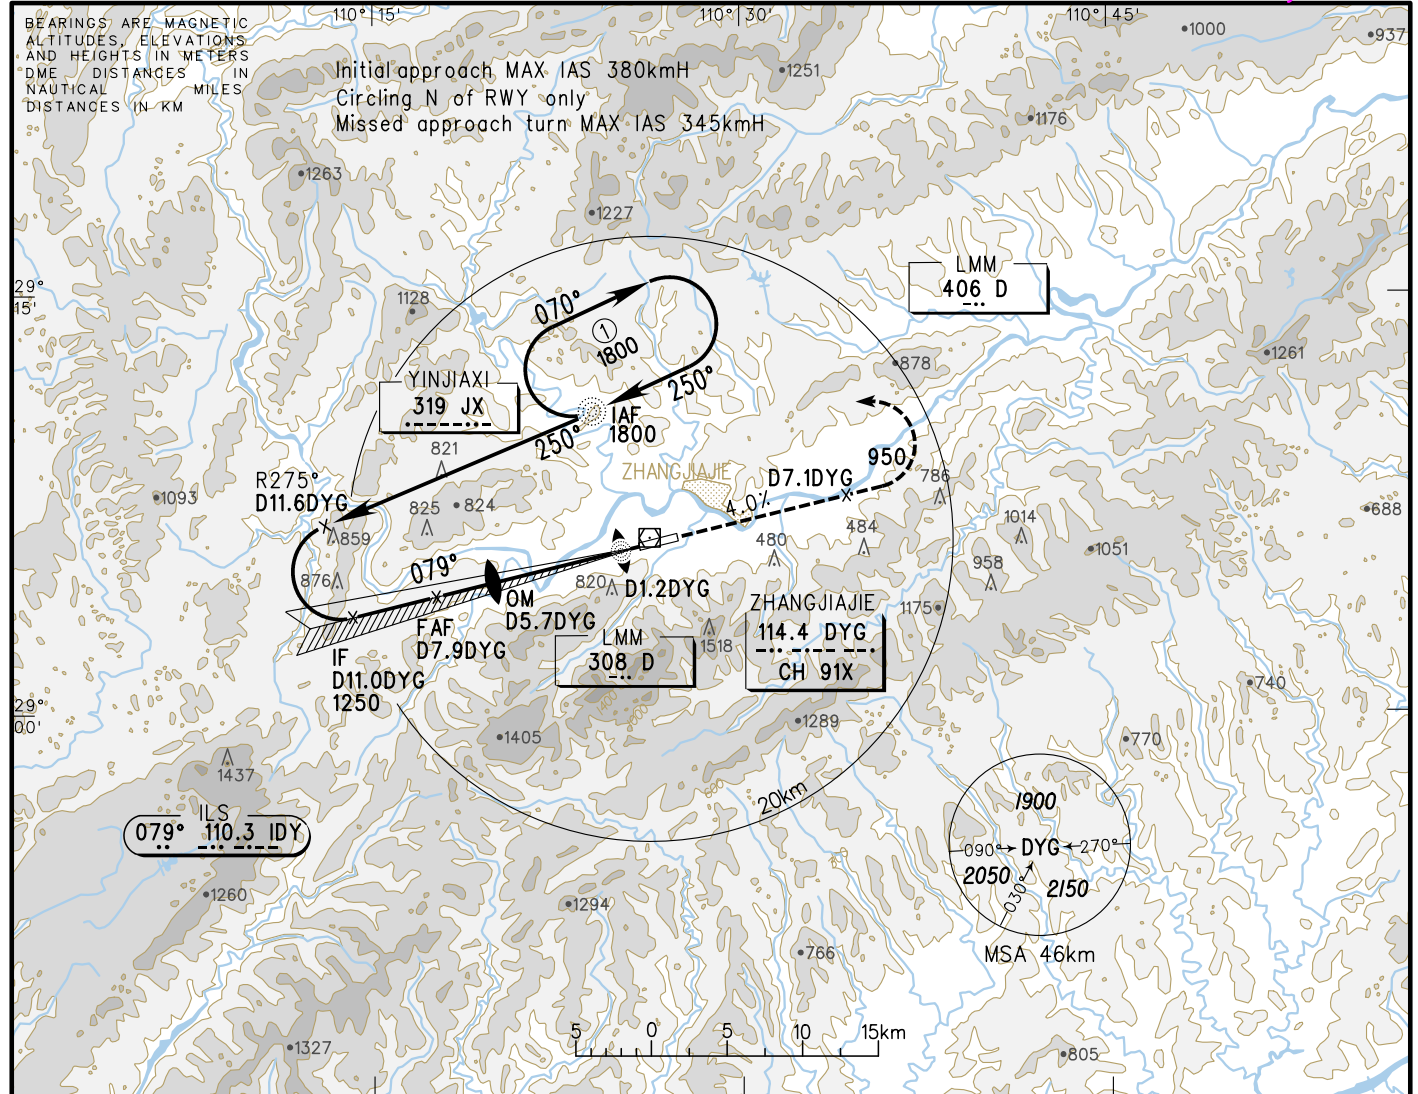 110° 15'
110° 30'
110° 45'
BEARINGS ARE MAGNETIC
ALTITUDES, ELEVATIONS
AND HEIGHTS IN METERS
DME DISTANCES IN
NAUTICAL MILES
DISTANCES IN KM
Initial approach MAX IAS 380kmH
Circling N of RWY only
Missed approach turn MAX IAS 345kmH
1000
937
1251
1176
1263
1227
LMM
406 D
29°
15'
1128
070°
1
1800
250°
878
1261
YINJIAXI
319 JX
IAF
1800
250°
821
ZHANGJIAJIE
950
R275°
D11.6DYG
D7.1DYG
4.0%
786
1093
825
824
859
484
480
1014
688
1051
958
876
079°
820
D1.2DYG
OM
D5.7DYG
FAF
D7.9DYG
ZHANGJIAJIE
114.4 DYG
CH 91X
1175
LMM
308 D
1518
IF
D11.0DYG
1250
740
29°
00'
1400
1000
1289
1405
770
1437
600
20km
ILS
079° 110.3 IDY
1900
090°
DYG
270°
2050
2150
030°
MSA 46km
1260
1294
766
5 0 5 10 15km
1327
805